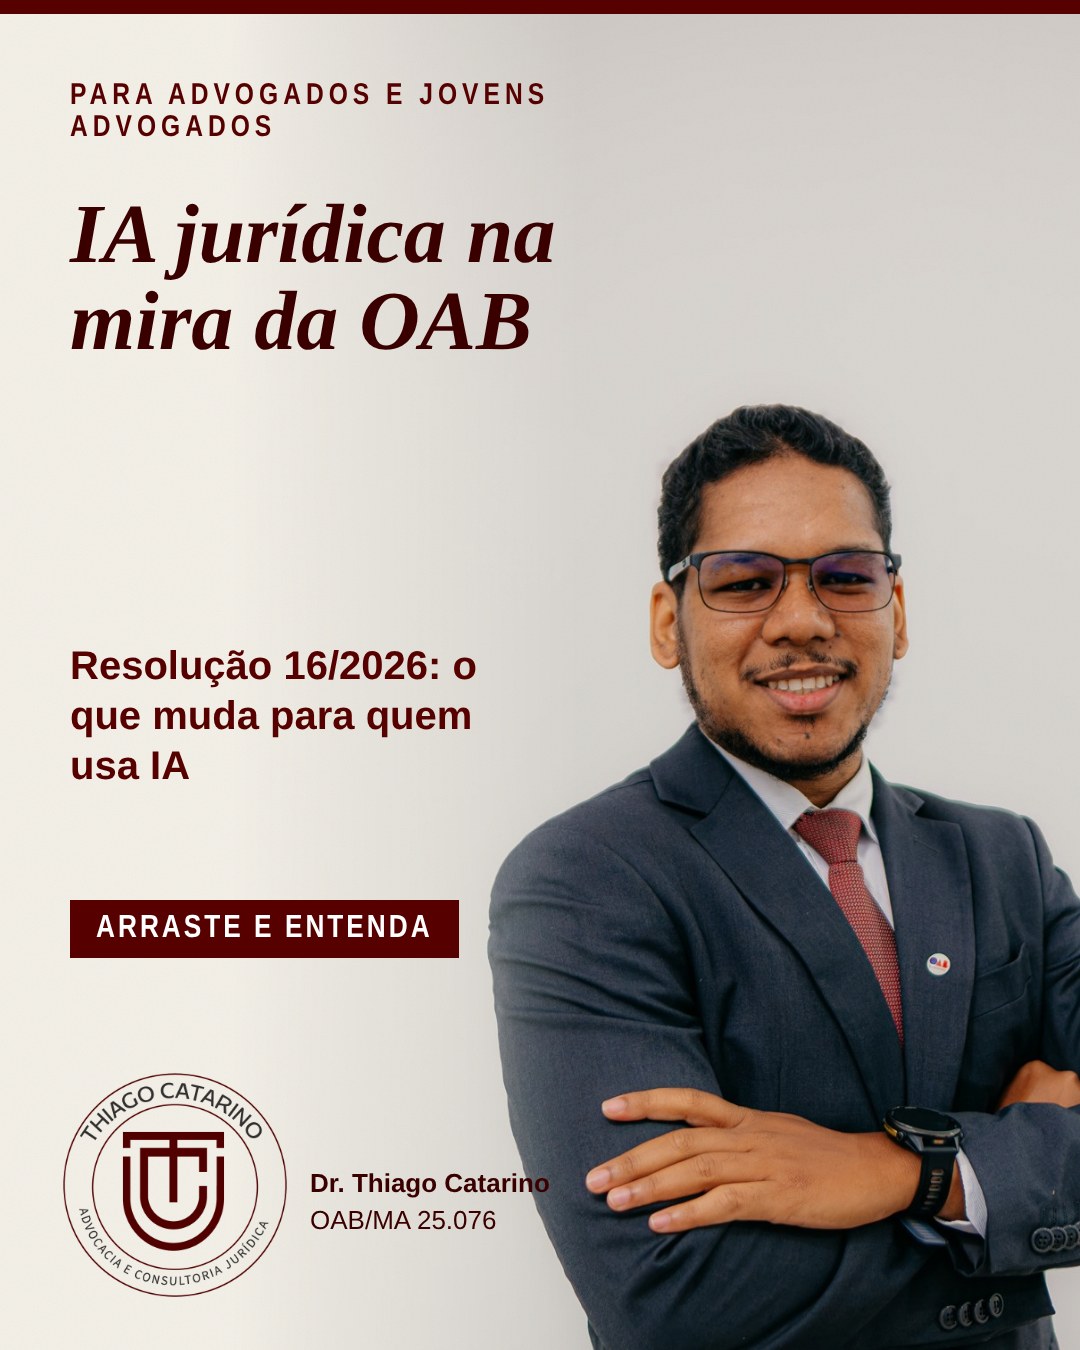 PARA ADVOGADOS E JOVENS
ADVOGADOS
IA jurídica na
mira da OAB
Resolução 16/2026: o
que muda para quem
usa IA
ARRASTE E ENTENDA
THIAGO CATARINO
ADVOCACIA E CONSULTORIA JURÍDICA
Dr. Thiago Catarino
OAB/MA 25.076
OAB